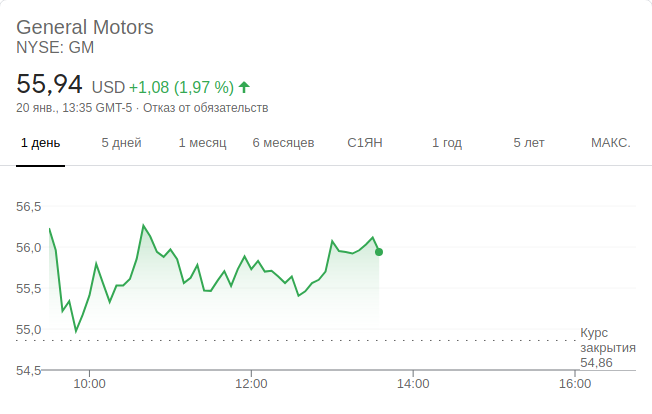 General Motors
NYSE: GM
55,94 USD +1,08 (1,97 %)
20 янв., 13:35 GMT-5 · Отказ от обязательств
1 день 5 дней 1 месяц 6 месяцев С1ЯН 1 год 5 лет МАКС.
56,5
56,0
55,5
55,0
Курс
закрытия
54,86
54,5
10:00 12:00 14:00 16:00